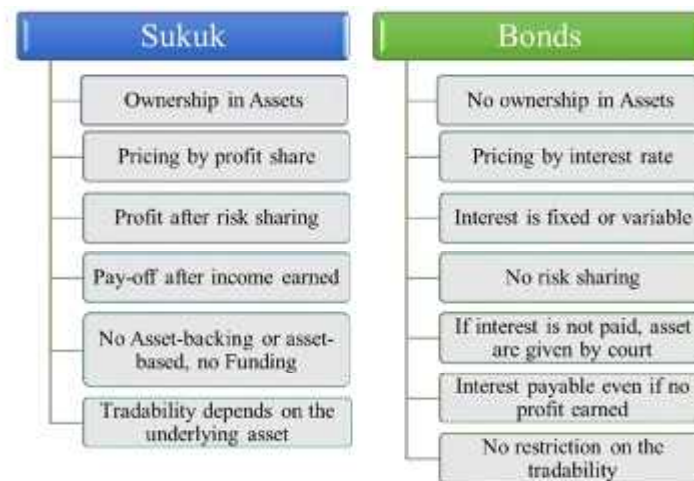 Sukuk
Ownership in Assets
Pricing by profit share
Profit after risk sharing
Pay-off after income earned
No Asset-backing or asset-
based, no Funding
Tradability depends on the
underlying asset
Bonds
No ownership in Assets
Pricing by interest rate
Interest is fixed or variable
No risk sharing
If interest is not paid, asset
are given by court
Interest payable even if no
profit earned
No restriction on the
tradability